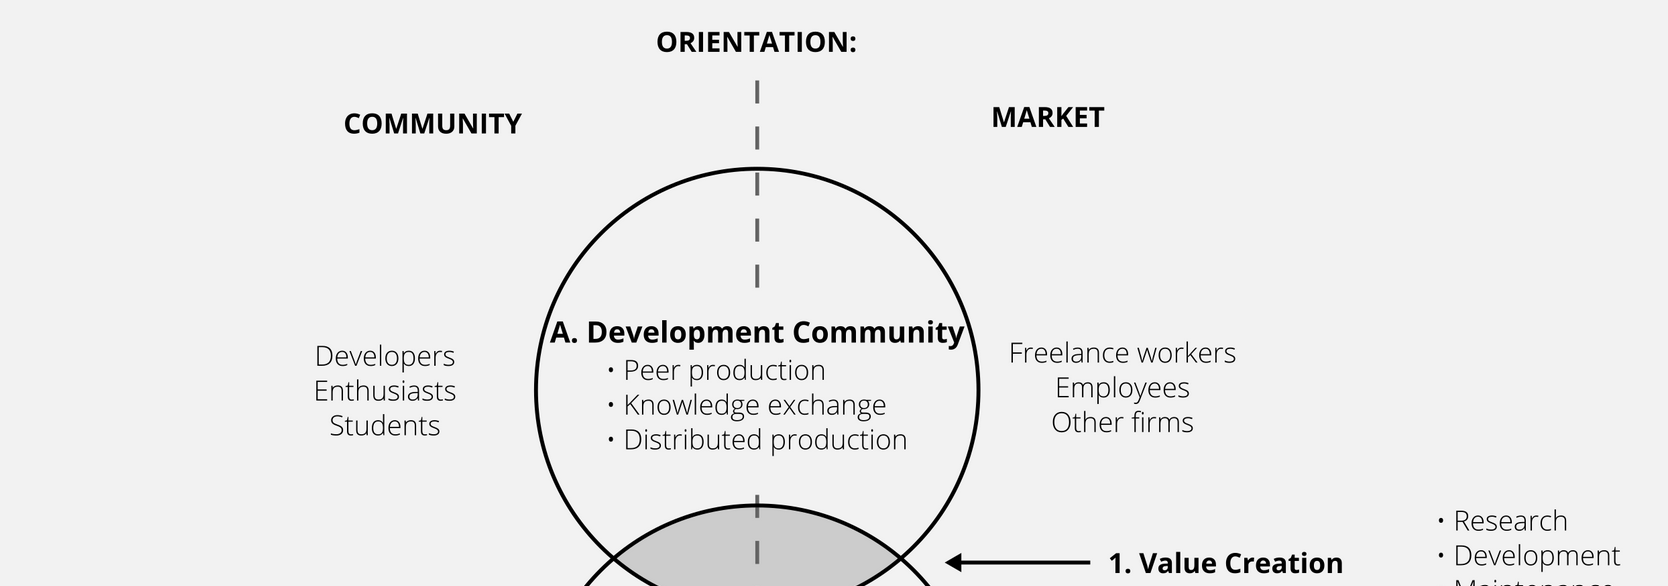 ORIENTATION:
COMMUNITY
MARKET
A. Development Community
• Peer production
• Knowledge exchange
• Distributed production
Developers
Enthusiasts
Students
Freelance workers
Employees
Other firms
1. Value Creation
• Research
• Development